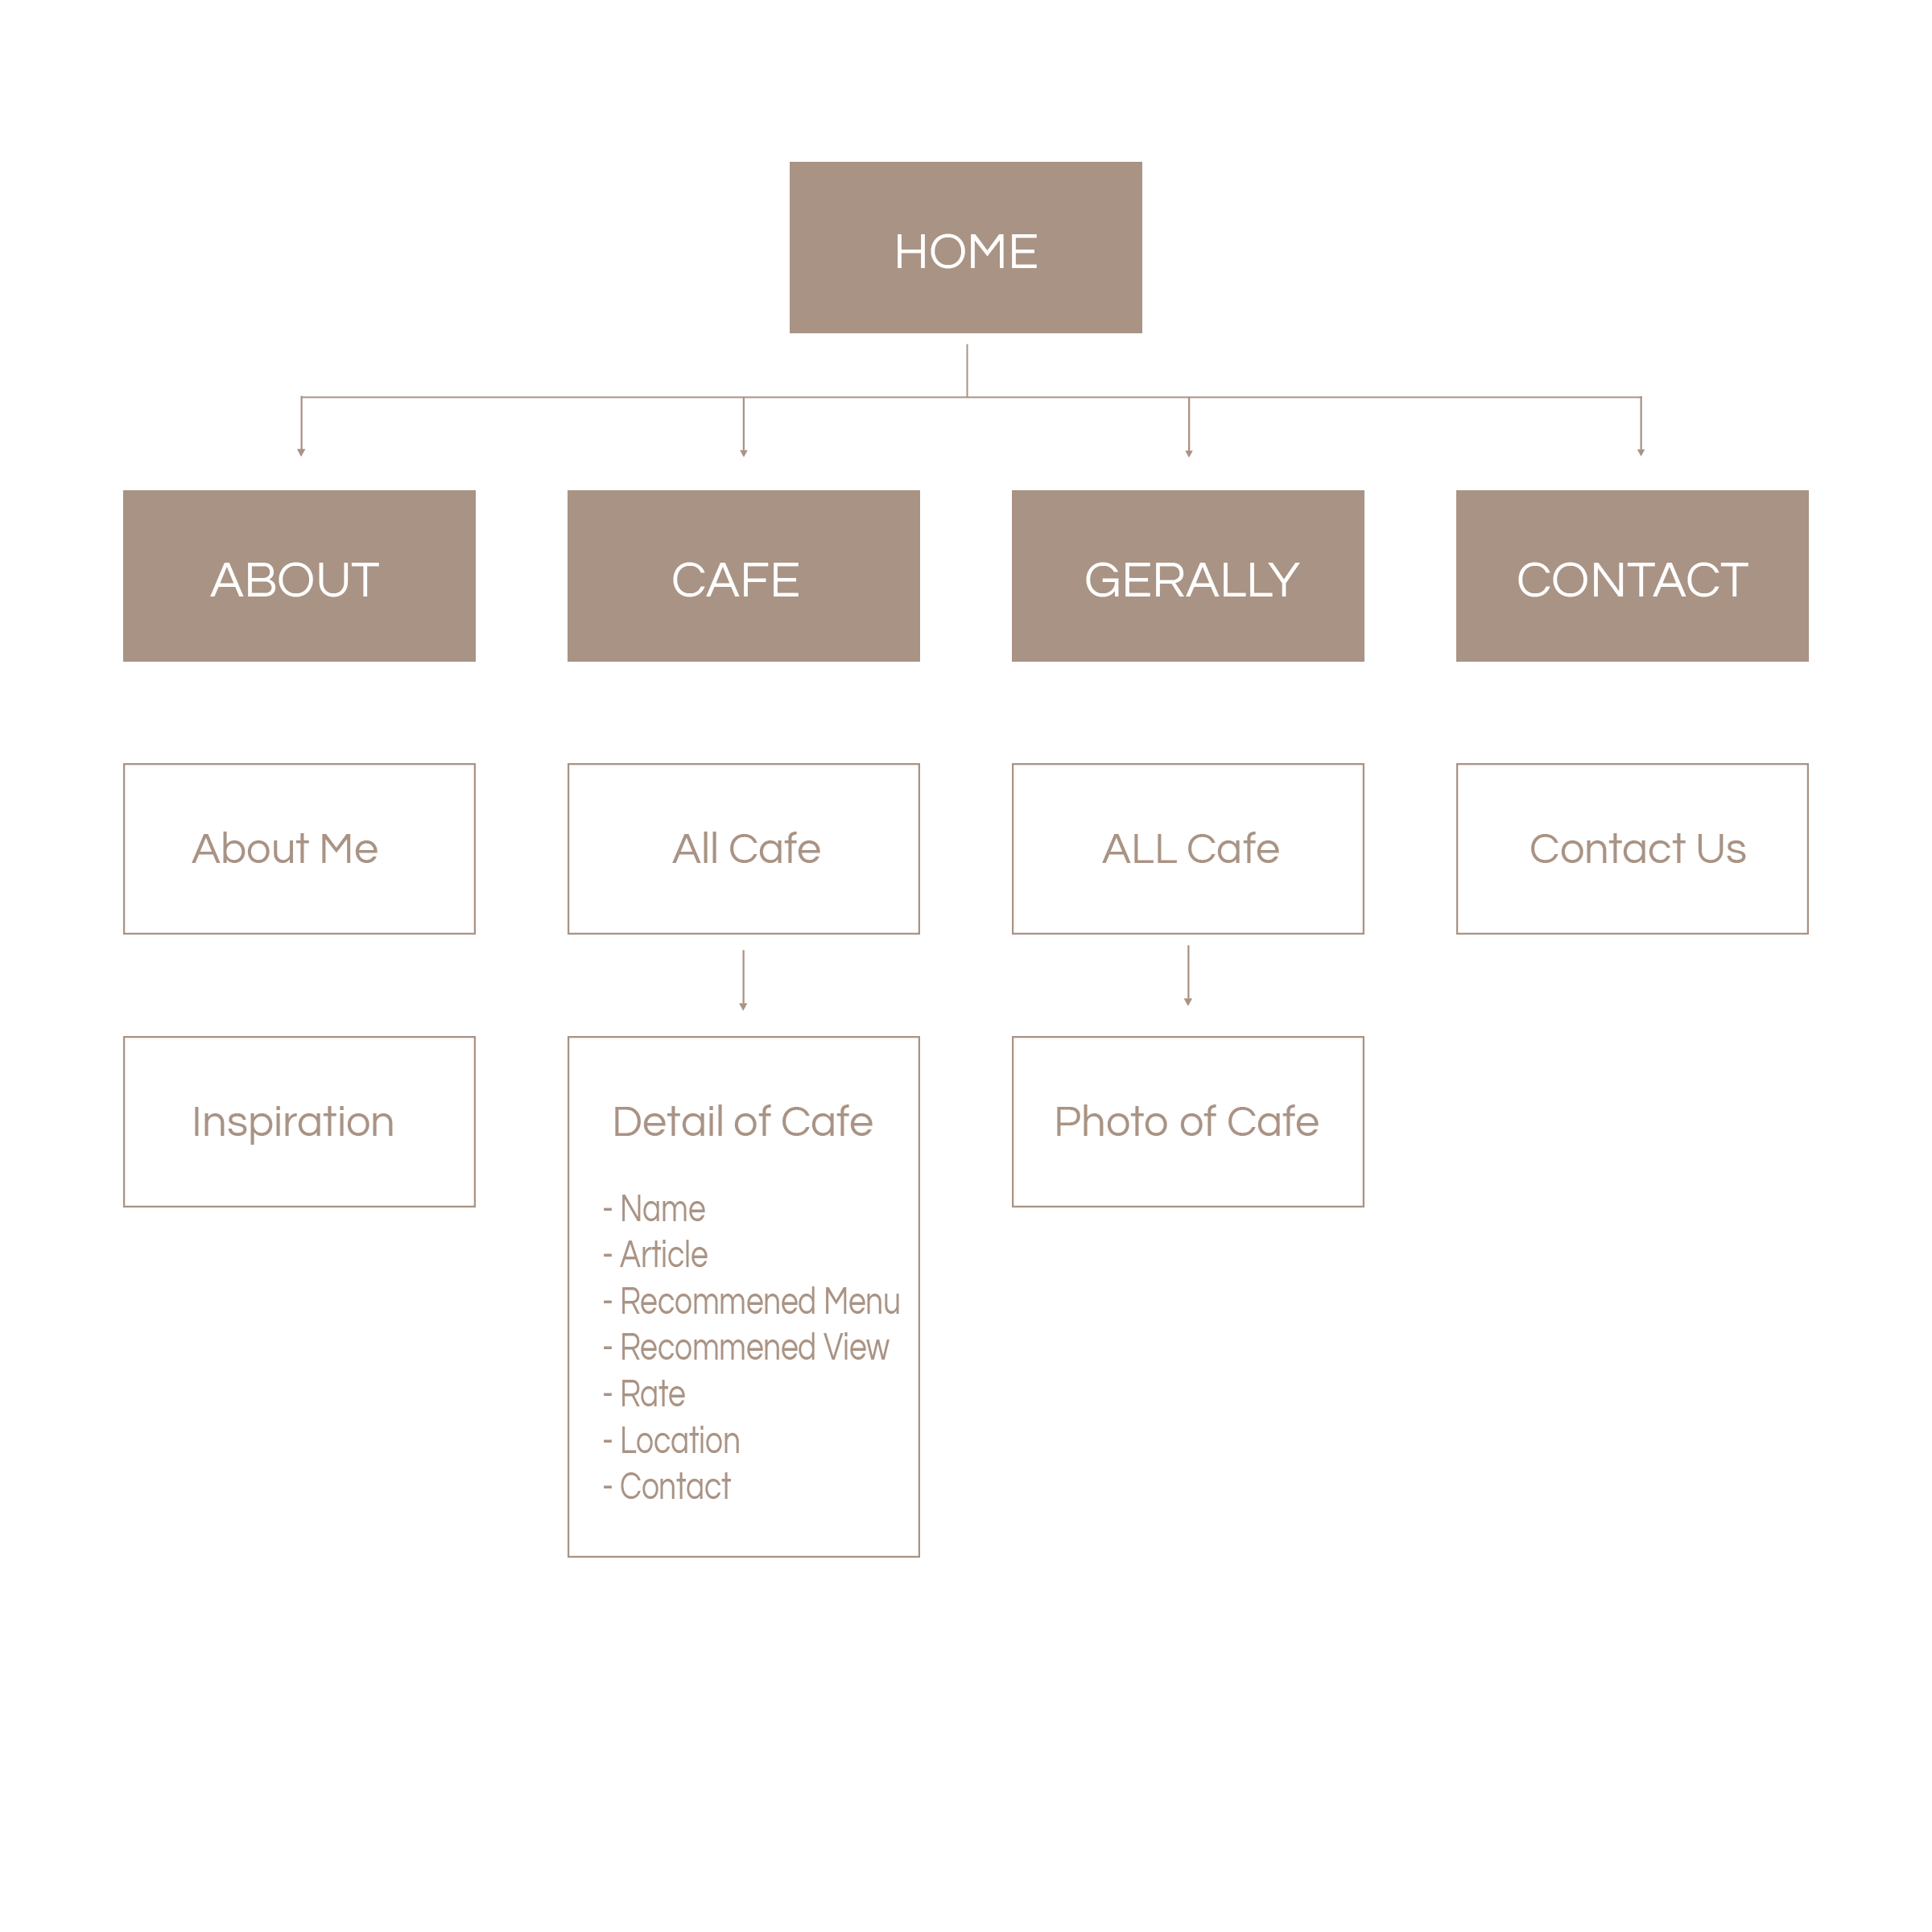 HOME
ABOUT
CAFE
GERALLY
CONTACT
About Me
All Cafe
ALL Cafe
Contact Us
Inspiration
Detail of Cafe
- Name
- Article
- Recommened Menu
- Recommened View
- Rate
- Location
- Contact
Photo of Cafe